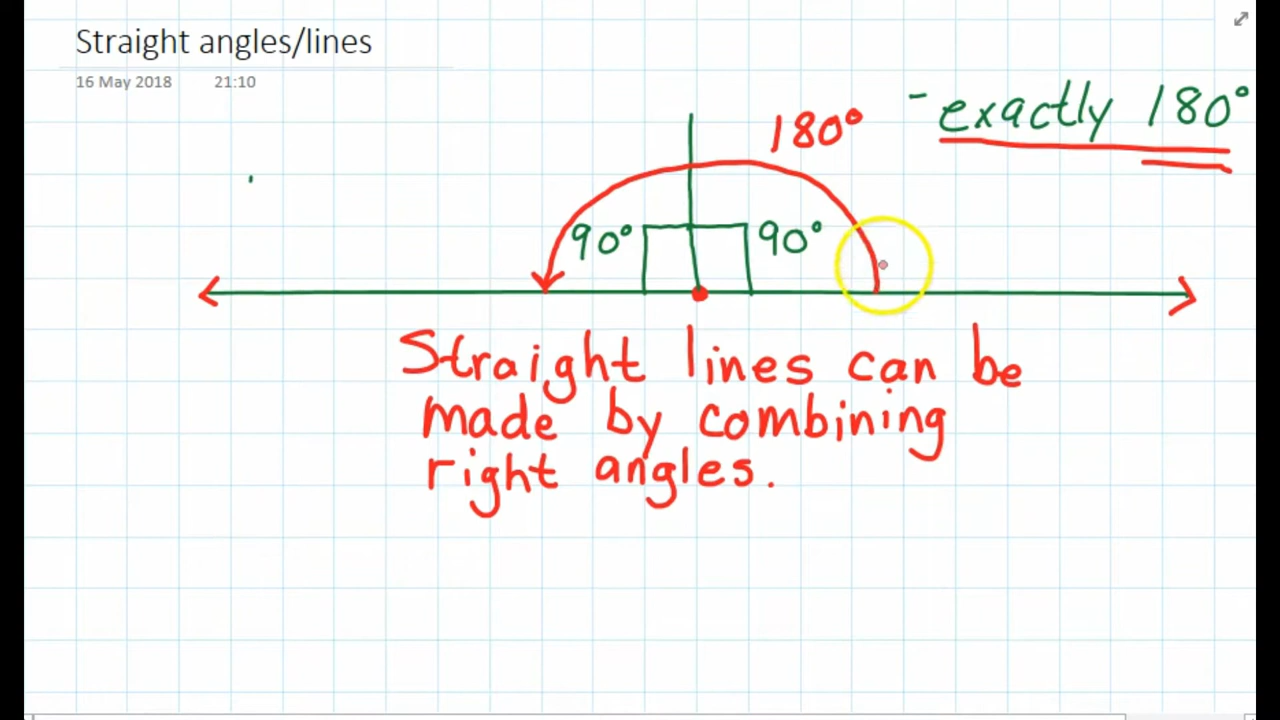 Straight angles/lines
16 May 2018 21:10
180°
- exactly 180°
90° 90°
Straight lines can be
made by combining
right angles.